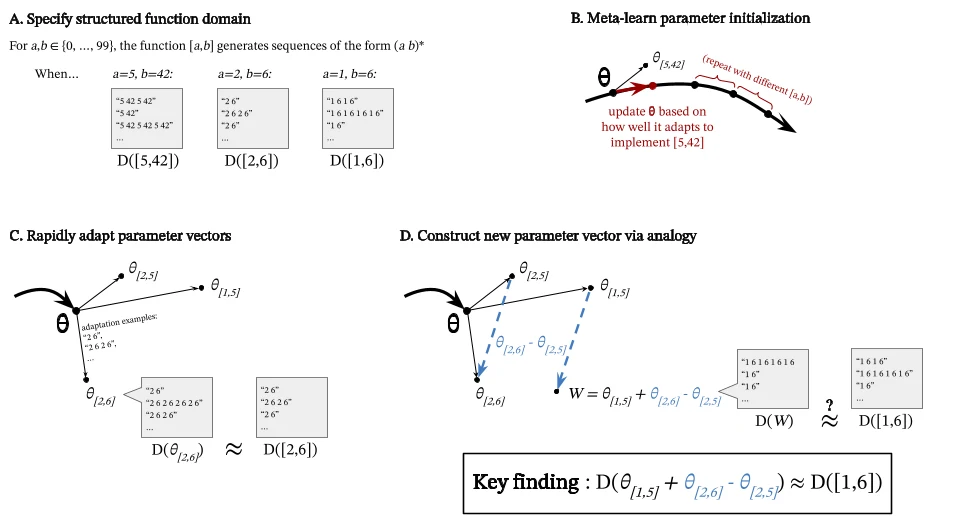 A. Specify structured function domain
For a,b ∈ {0, ..., 99}, the function [a,b] generates sequences of the form (a b)*
When... a=5, b=42: a=2, b=6: a=1, b=6:
"5 42 5 42" "2 6" "1 6 1 6"
"5 42" "2 6 2 6" "1 6 1 6 1 6 1 6"
"5 42 5 42 5 42" "2 6" "1 6"
... ... ...
D([5,42]) D([2,6]) D([1,6])
B. Meta-learn parameter initialization
θ
θ[5,42]
(repeat with different [a,b])
update θ based on
how well it adapts to
implement [5,42]
C. Rapidly adapt parameter vectors
θ[2,5]
θ[1,5]
θ
adaptation examples:
"2 6",
"2 6 2 6",
...
θ[2,6]
"2 6"
"2 6 2 6 2 6 2 6"
"2 6 2 6"
...
D(θ[2,6])
≈
"2 6"
"2 6 2 6"
"2 6"
...
D([2,6])
D. Construct new parameter vector via analogy
θ[2,5]
θ[1,5]
θ
θ[2,6] - θ[2,5]
θ[2,6]
W = θ[1,5] + θ[2,6] - θ[2,5]
"1 6 1 6 1 6 1 6
"1 6"
"1 6"
...
D(W)
?
≈
"1 6 1 6"
"1 6 1 6 1 6 1 6"
"1 6"
...
D([1,6])
Key finding : D(θ[1,5] + θ[2,6] - θ[2,5]) ≈ D([1,6])